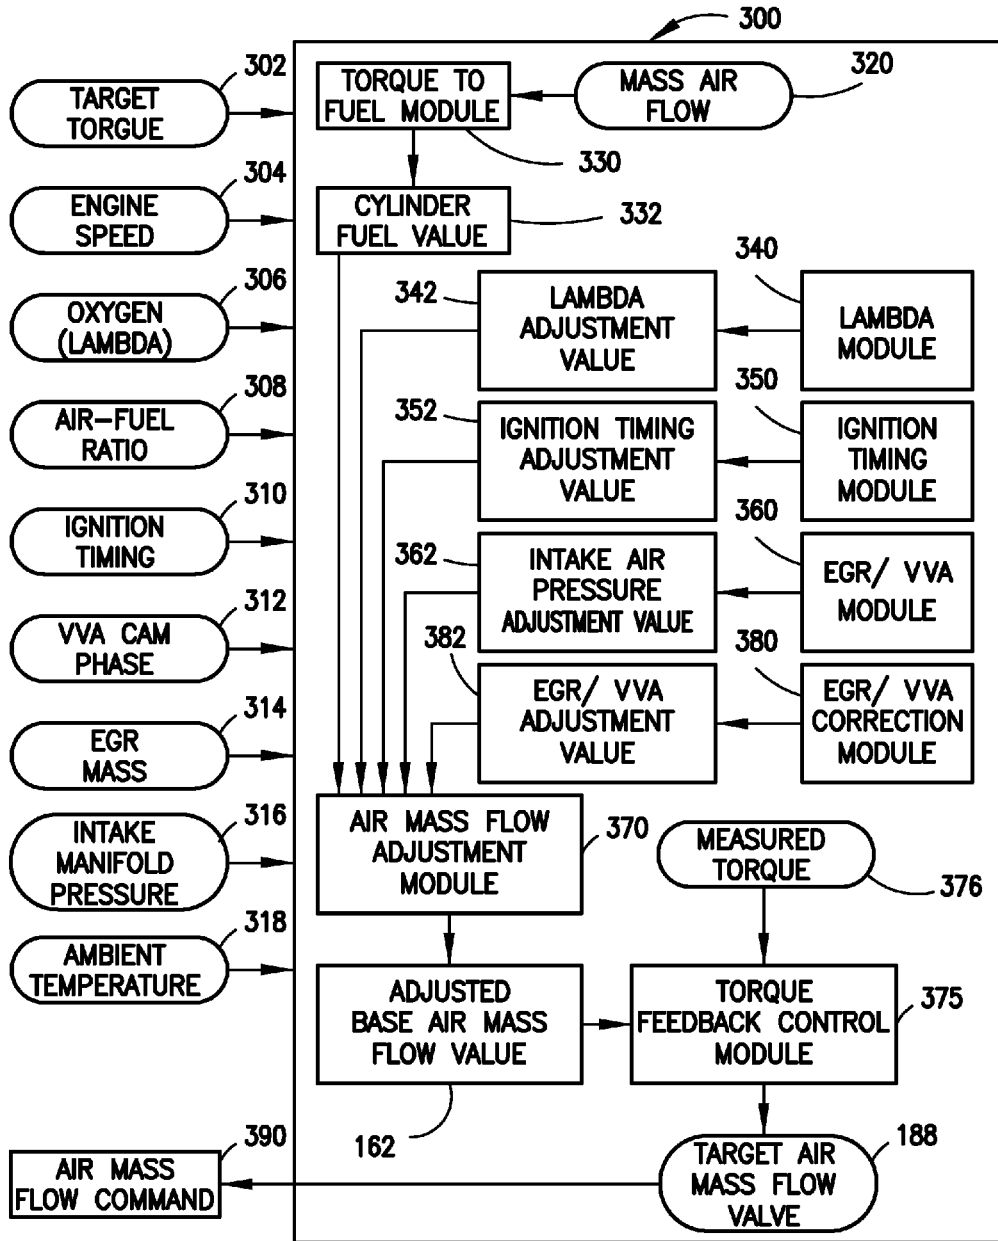 300
302
TARGET
TORGUE
304
ENGINE
SPEED
306
OXYGEN
(LAMBDA)
308
AIR-FUEL
RATIO
310
IGNITION
TIMING
312
VVA CAM
PHASE
314
EGR
MASS
316
INTAKE
MANIFOLD
PRESSURE
318
AMBIENT
TEMPERATURE
390
AIR MASS
FLOW COMMAND
TORQUE TO
FUEL MODULE
330
MASS AIR
FLOW
320
CYLINDER
FUEL VALUE
332
342
LAMBDA
ADJUSTMENT
VALUE
340
LAMBDA
MODULE
352
IGNITION TIMING
ADJUSTMENT
VALUE
350
IGNITION
TIMING
MODULE
362
INTAKE AIR
PRESSURE
ADJUSTMENT VALUE
360
EGR/ VVA
MODULE
382
EGR/ VVA
ADJUSTMENT
VALUE
380
EGR/ VVA
CORRECTION
MODULE
AIR MASS FLOW
ADJUSTMENT
MODULE
370
MEASURED
TORQUE
376
ADJUSTED
BASE AIR MASS
FLOW VALUE
162
TORQUE
FEEDBACK CONTROL
MODULE
375
TARGET AIR
MASS FLOW
VALVE
188